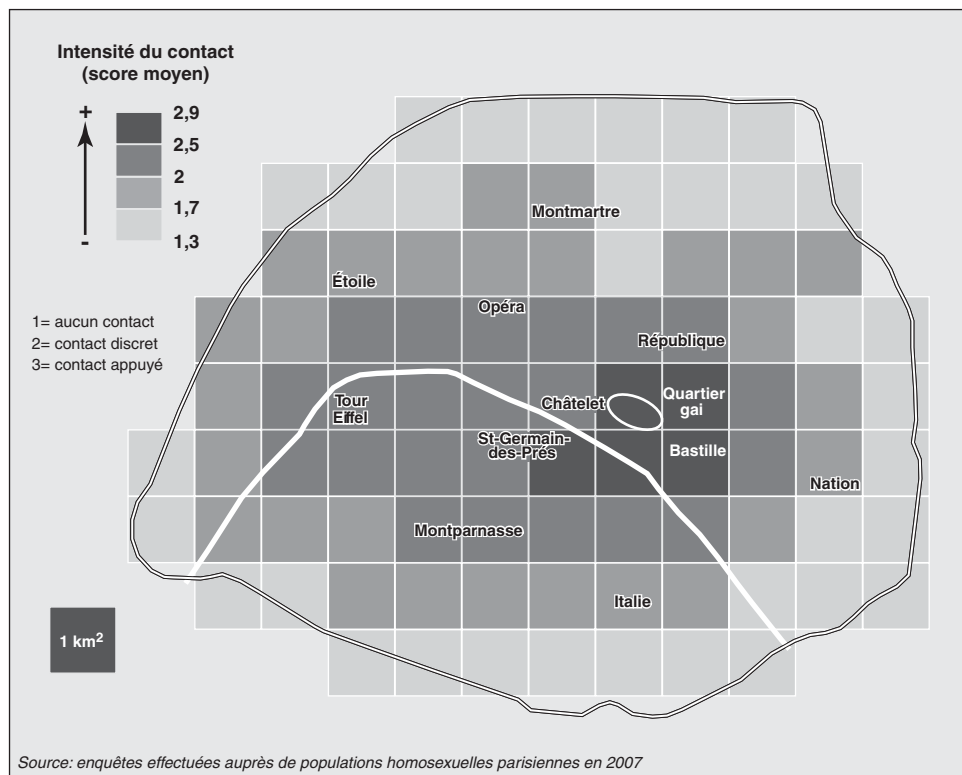 Intensité du contact
(score moyen)
+
2,9
2,5
2
1,7
-
1,3
1= aucun contact
2= contact discret
3= contact appuyé
Montmartre
Étoile
Opéra
République
Tour
Eiffel
Châtelet
Quartier
gai
St-Germain-
des-Prés
Bastille
Nation
Montparnasse
Italie
1 km²
Source: enquêtes effectuées auprès de populations homosexuelles parisiennes en 2007